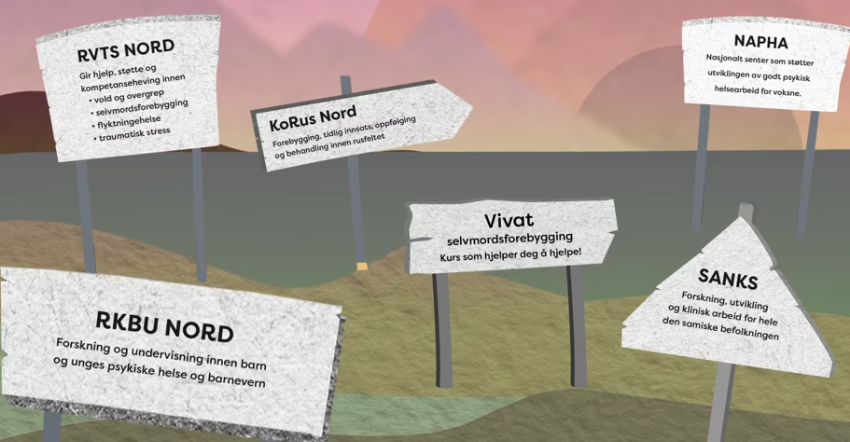 RVTS NORD
Gir hjelp, støtte og
kompetanseheving innen
• vold og overgrep
• selvmordsforebygging
• flyktningehelse
• traumatisk stress
KoRus Nord
Forebygging, tidlig innsats, oppfølging
og behandling innen rusfeltet
NAPHA
Nasjonalt senter som støtter
utviklingen av godt psykisk
helsearbeid for voksne.
Vivat
selvmordsforebygging
Kurs som hjelper deg å hjelpe!
SANKS
Forskning, utvikling
og klinisk arbeid for hele
den samiske befolkningen
RKBU NORD
Forskning og undervisning innen barn
og unges psykiske helse og barnevern